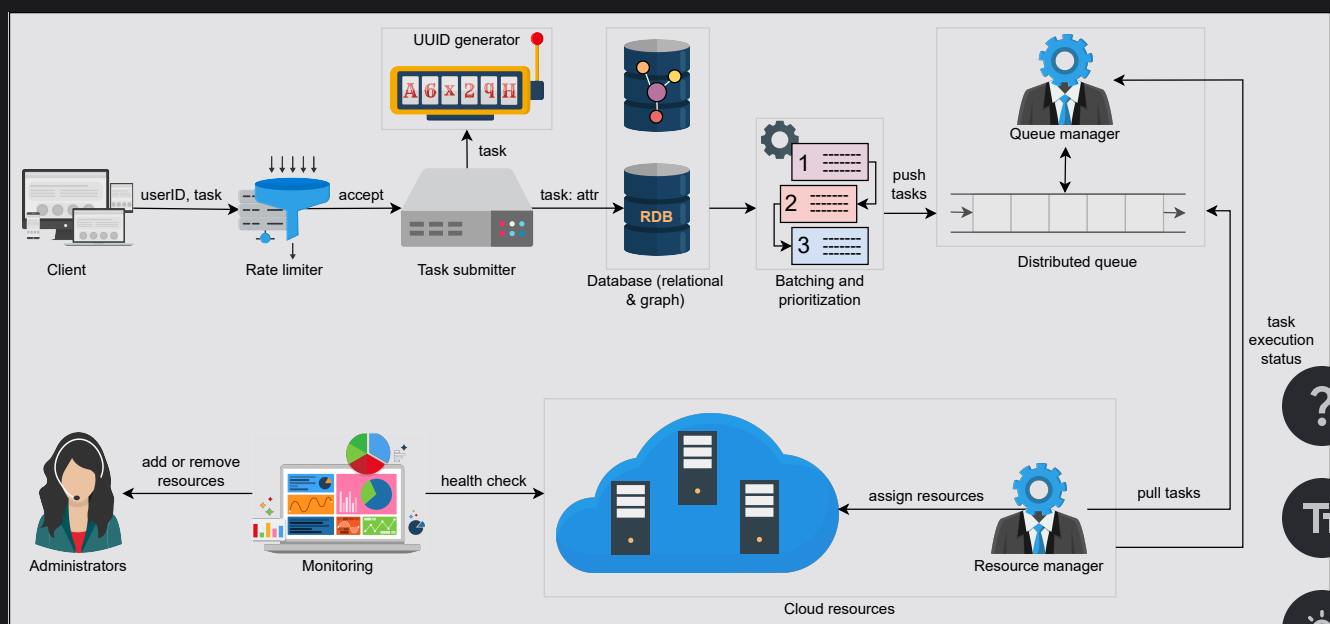 UUID generator
A6x29H
task
userID, task
accept
task: attr
RDB
1
2
3
push
tasks
Queue manager
Client
Rate limiter
Task submitter
Database (relational
& graph)
Batching and
prioritization
Distributed queue
task
execution
status
add or remove
resources
health check
assign resources
pull tasks
Administrators
Monitoring
Resource manager
Cloud resources
?